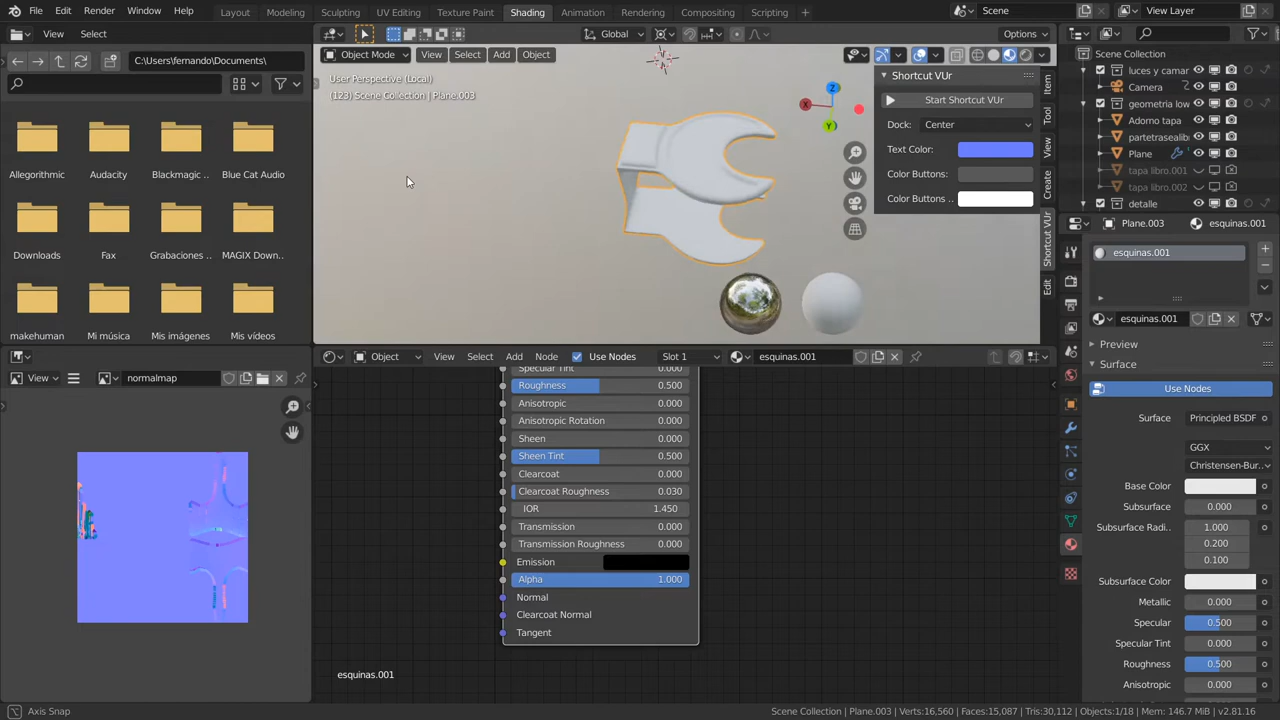 File Edit Render Window Help Layout Modeling Sculpting UV Editing Texture Paint Shading Animation Rendering Compositing Scripting + Scene View Layer
View Select
C:\Users\fernando\Documents\
Allegorithmic Audacity Blackmagic .. Blue Cat Audio
Downloads Fax Grabaciones .. MAGIX Down..
makehuman Mi música Mis imágenes Mis vídeos
Global Options
Object Mode View Select Add Object
User Perspective (Local)
(123) Scene Collection | Plane.003
X Y Z
Shortcut VUr
Start Shortcut VUr
Dock: Center
Text Color:
Color Buttons:
Color Buttons ..
Item
Tool
View
Create
Shortcut VUr
Edit
Scene Collection
luces y camar
Camera
geometria low
Adorno tapa
partetrasealib
Plane
tapa libro.001
tapa libro.002
detalle
View normalmap
Object View Select Add Node Use Nodes Slot 1 esquinas.001
Specular Tint 0.000
Roughness 0.500
Anisotropic 0.000
Anisotropic Rotation 0.000
Sheen 0.000
Sheen Tint 0.500
Clearcoat 0.000
Clearcoat Roughness 0.030
IOR 1.450
Transmission 0.000
Transmission Roughness 0.000
Emission
Alpha 1.000
Normal
Clearcoat Normal
Tangent
esquinas.001
Plane.003 esquinas.001
esquinas.001
esquinas.001
Preview
Surface
Use Nodes
Surface Principled BSDF
GGX
Christensen-Bur..
Base Color
Subsurface 0.000
Subsurface Radi.. 1.000
0.200
0.100
Subsurface Color
Metallic 0.000
Specular 0.500
Specular Tint 0.000
Roughness 0.500
Anisotropic 0.000
Axis Snap
Scene Collection | Plane.003 | Verts:16,560 | Faces:15,087 | Tris:30,112 | Objects:1/18 | Mem: 146.7 MiB | v2.81.16